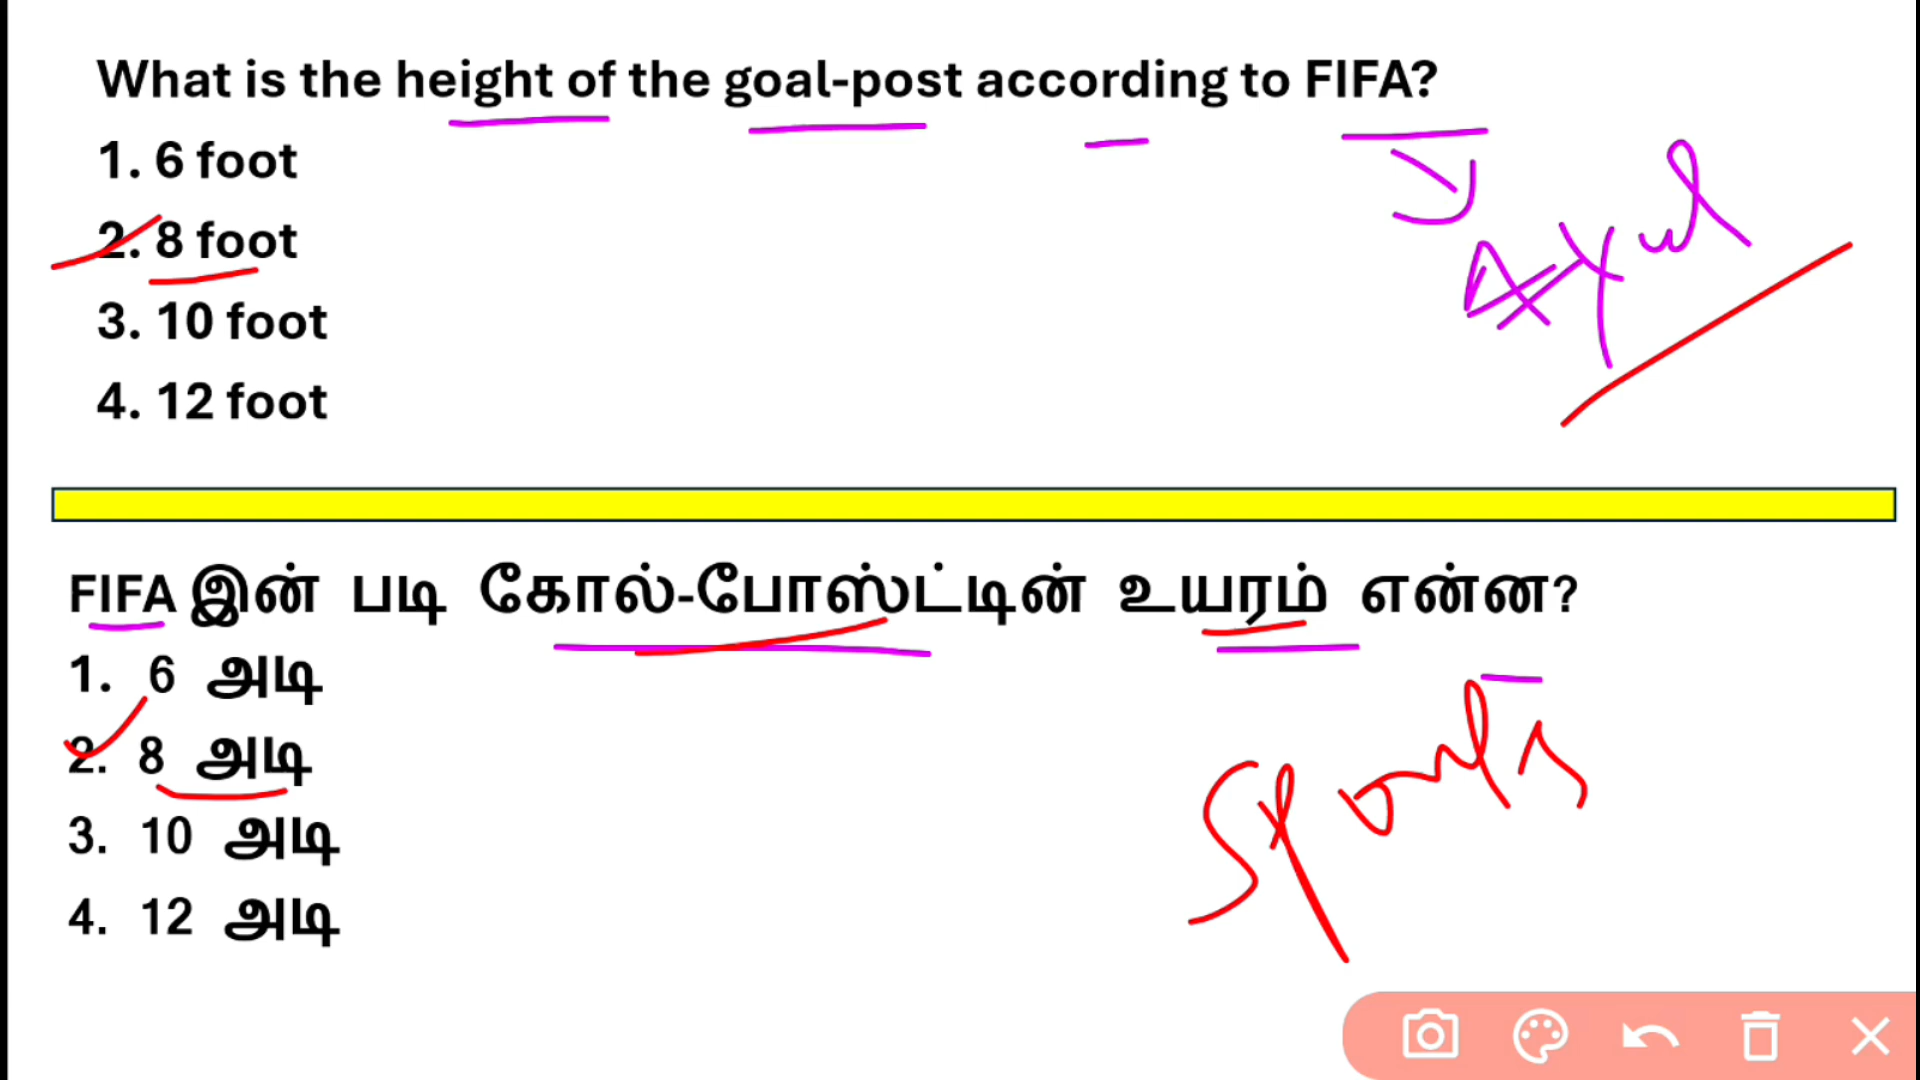 What is the height of the goal-post according to FIFA?
1. 6 foot
2. 8 foot
3. 10 foot
4. 12 foot
FIFA இன் படி கோல்-போஸ்ட்டின் உயரம் என்ன?
1. 6 அடி
2. 8 அடி
3. 10 அடி
4. 12 அடி
Sports